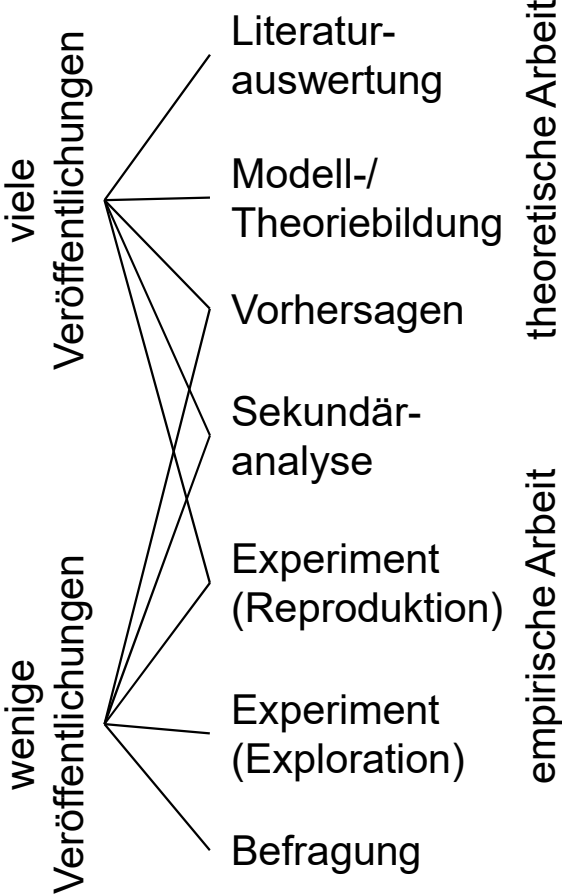 viele
Veröffentlichungen
wenige
Veröffentlichungen
Literatur-
auswertung
Modell-/
Theoriebildung
Vorhersagen
Sekundär-
analyse
Experiment
(Reproduktion)
Experiment
(Exploration)
Befragung
theoretische Arbeit
empirische Arbeit